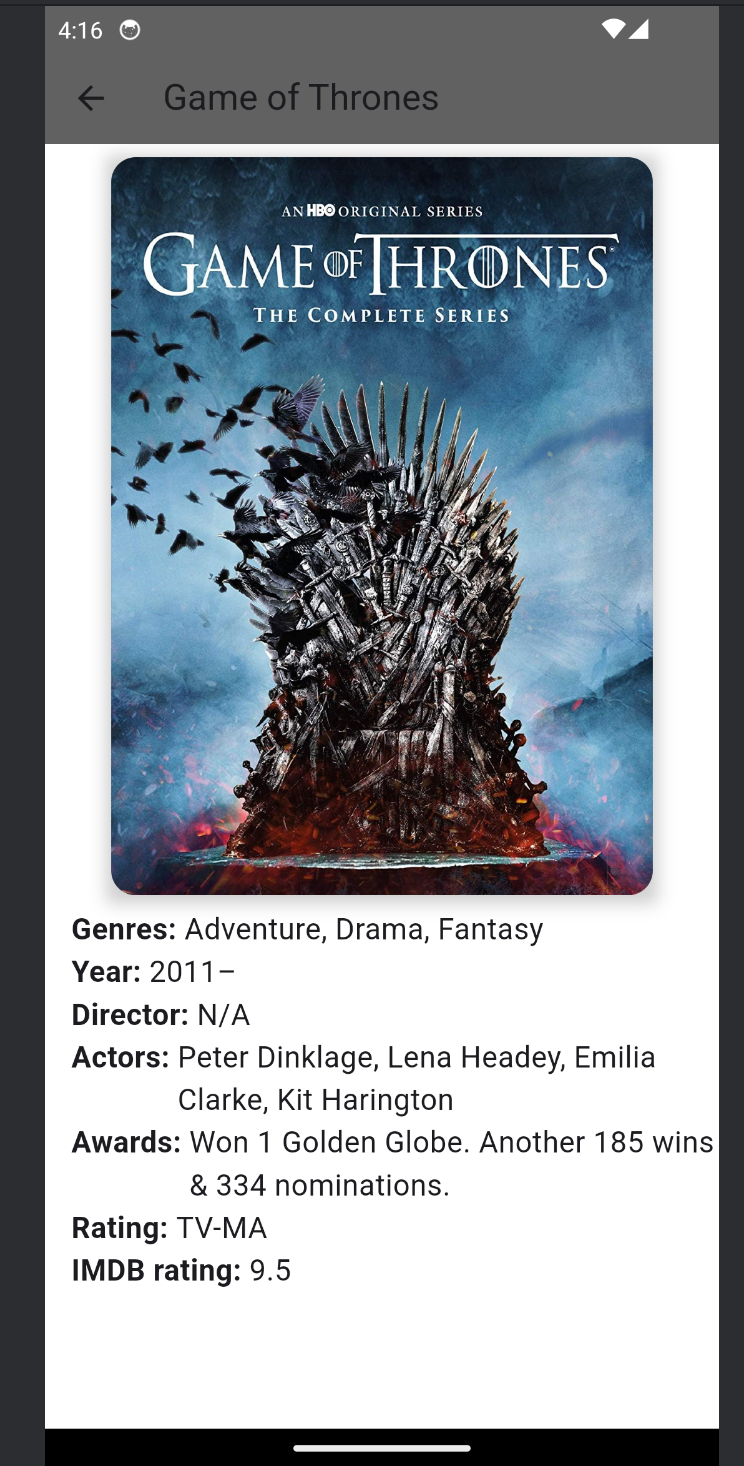 4:16
Game of Thrones
AN HBO ORIGINAL SERIES
GAME OF THRONES
THE COMPLETE SERIES
Genres: Adventure, Drama, Fantasy
Year: 2011–
Director: N/A
Actors: Peter Dinklage, Lena Headey, Emilia
Clarke, Kit Harington
Awards: Won 1 Golden Globe. Another 185 wins
& 334 nominations.
Rating: TV-MA
IMDB rating: 9.5